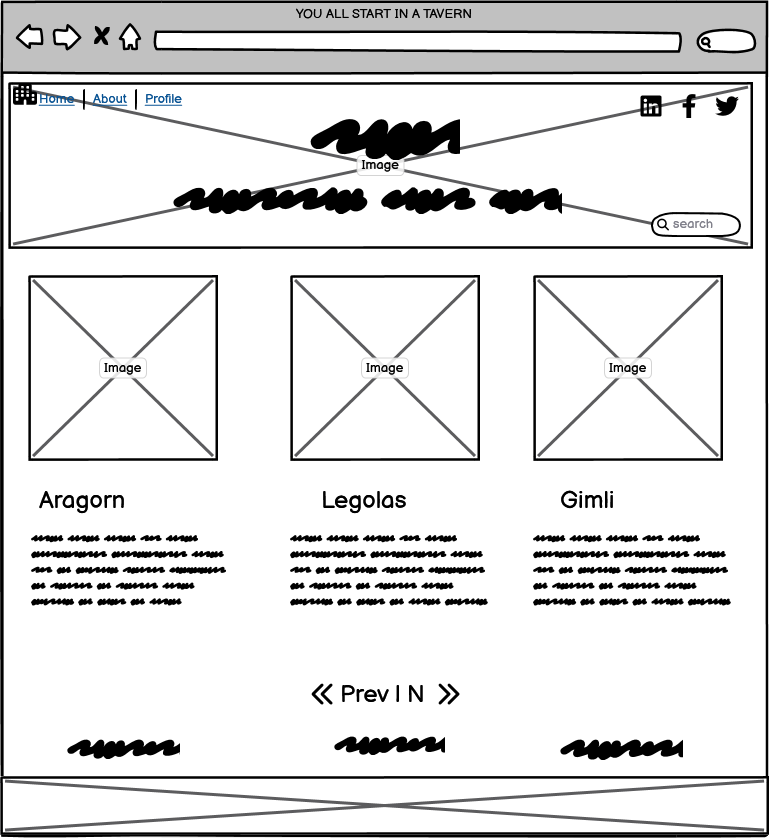 YOU ALL START IN A TAVERN
Home | About | Profile
Image
search
Image Image Image
Aragorn Legolas Gimli
Prev | N